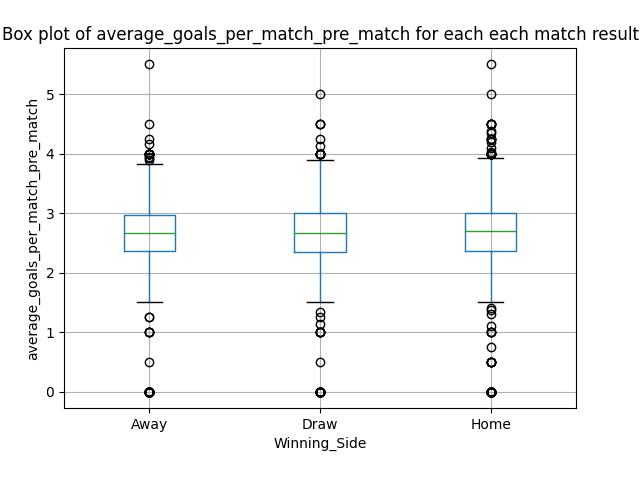 Box plot of average_goals_per_match_pre_match for each each match result
average_goals_per_match_pre_match
5
4
3
2
1
0
Away Draw Home
Winning_Side